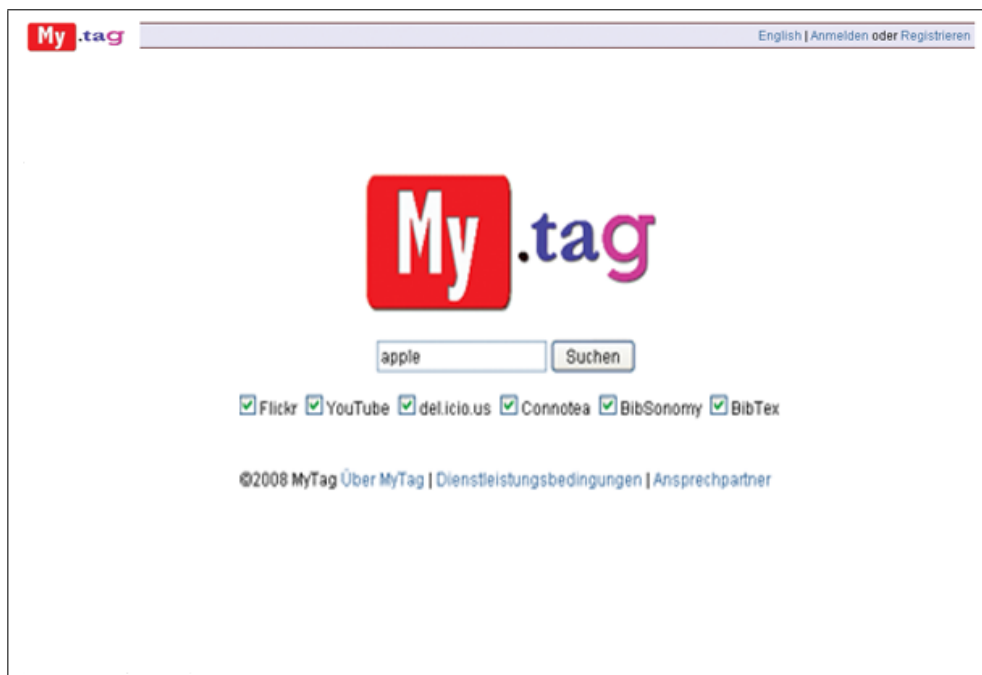 My .tag English | Anmelden oder Registrieren
My .tag
apple Suchen
Flickr YouTube del.icio.us Connotea BibSonomy BibTex
©2008 MyTag Über MyTag | Dienstleistungsbedingungen | Ansprechpartner